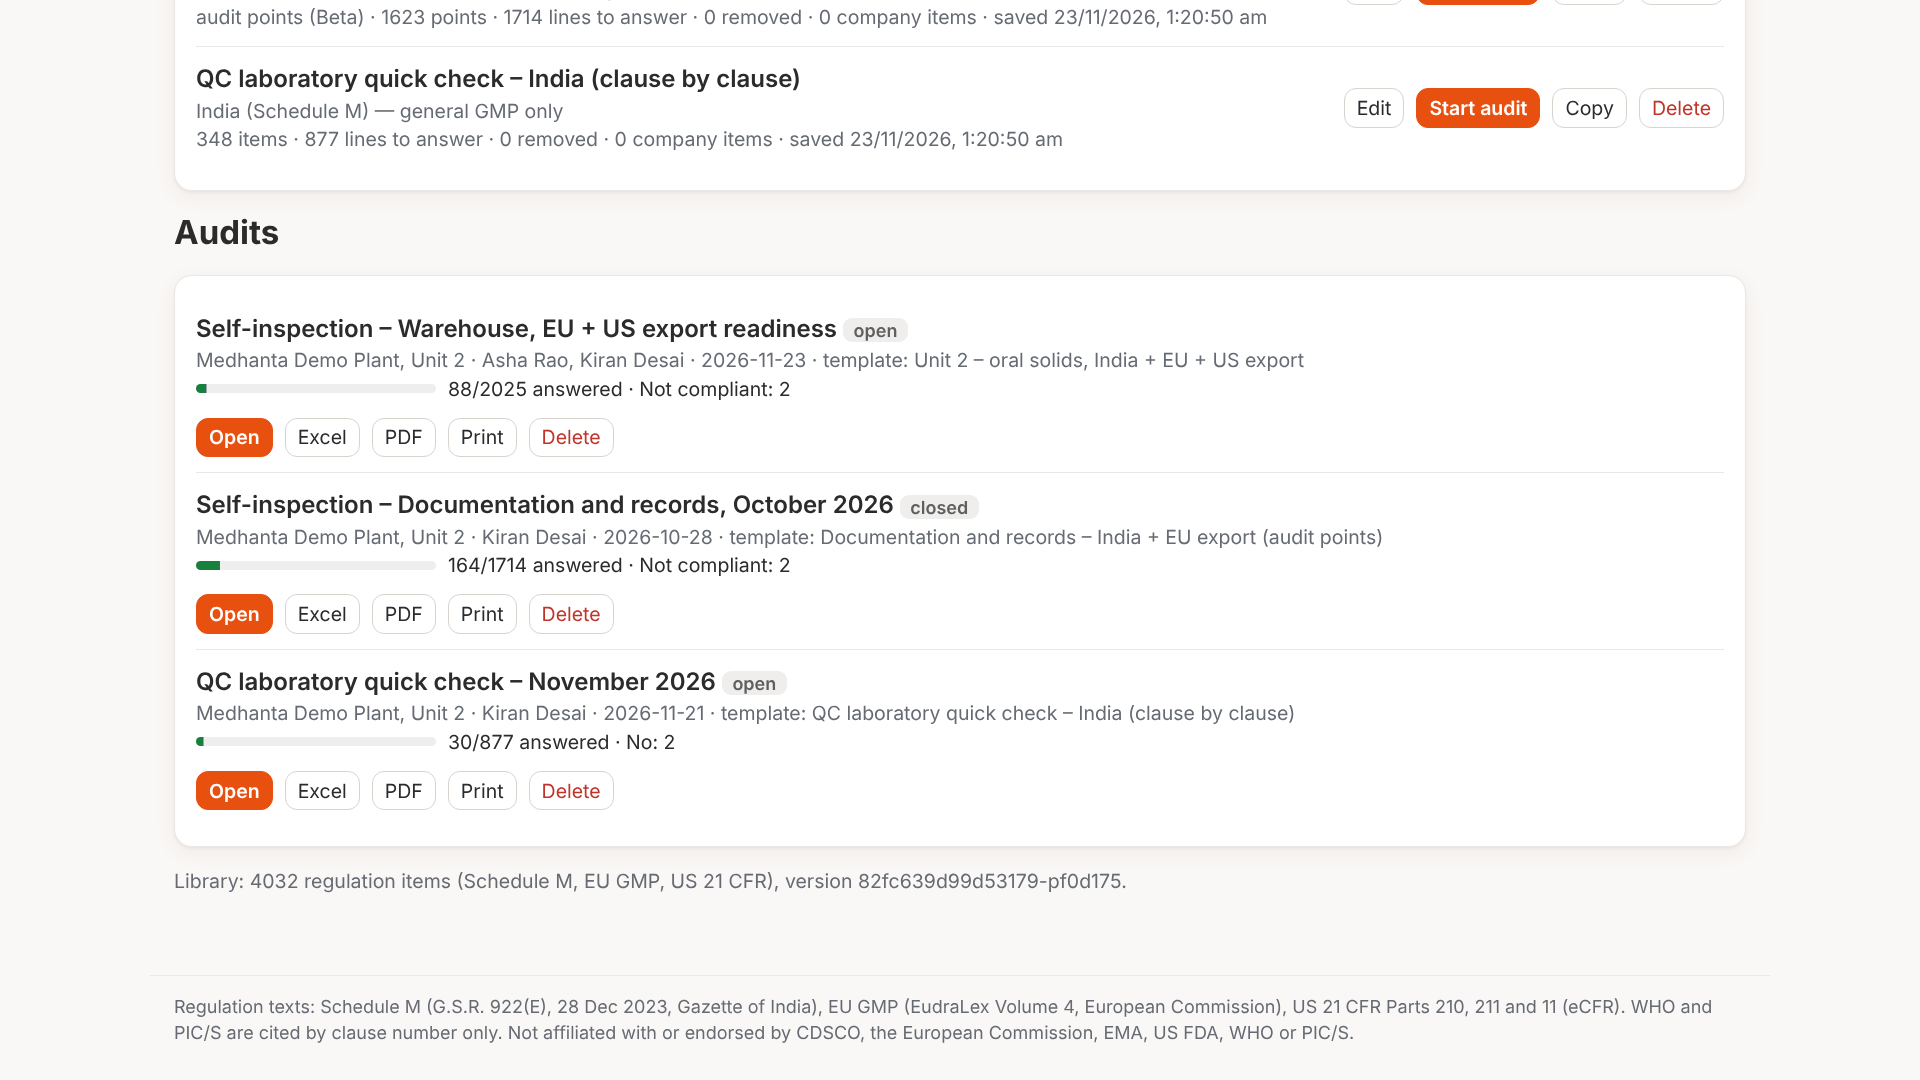 audit points (Beta) · 1623 points · 1714 lines to answer · 0 removed · 0 company items · saved 23/11/2026, 1:20:50 am
QC laboratory quick check – India (clause by clause)
India (Schedule M) — general GMP only
348 items · 877 lines to answer · 0 removed · 0 company items · saved 23/11/2026, 1:20:50 am
Edit Start audit Copy Delete
Audits
Self-inspection – Warehouse, EU + US export readiness open
Medhanta Demo Plant, Unit 2 · Asha Rao, Kiran Desai · 2026-11-23 · template: Unit 2 – oral solids, India + EU + US export
88/2025 answered · Not compliant: 2
Open Excel PDF Print Delete
Self-inspection – Documentation and records, October 2026 closed
Medhanta Demo Plant, Unit 2 · Kiran Desai · 2026-10-28 · template: Documentation and records – India + EU export (audit points)
164/1714 answered · Not compliant: 2
Open Excel PDF Print Delete
QC laboratory quick check – November 2026 open
Medhanta Demo Plant, Unit 2 · Kiran Desai · 2026-11-21 · template: QC laboratory quick check – India (clause by clause)
30/877 answered · No: 2
Open Excel PDF Print Delete
Library: 4032 regulation items (Schedule M, EU GMP, US 21 CFR), version 82fc639d99d53179-pf0d175.
Regulation texts: Schedule M (G.S.R. 922(E), 28 Dec 2023, Gazette of India), EU GMP (EudraLex Volume 4, European Commission), US 21 CFR Parts 210, 211 and 11 (eCFR). WHO and
PIC/S are cited by clause number only. Not affiliated with or endorsed by CDSCO, the European Commission, EMA, US FDA, WHO or PIC/S.